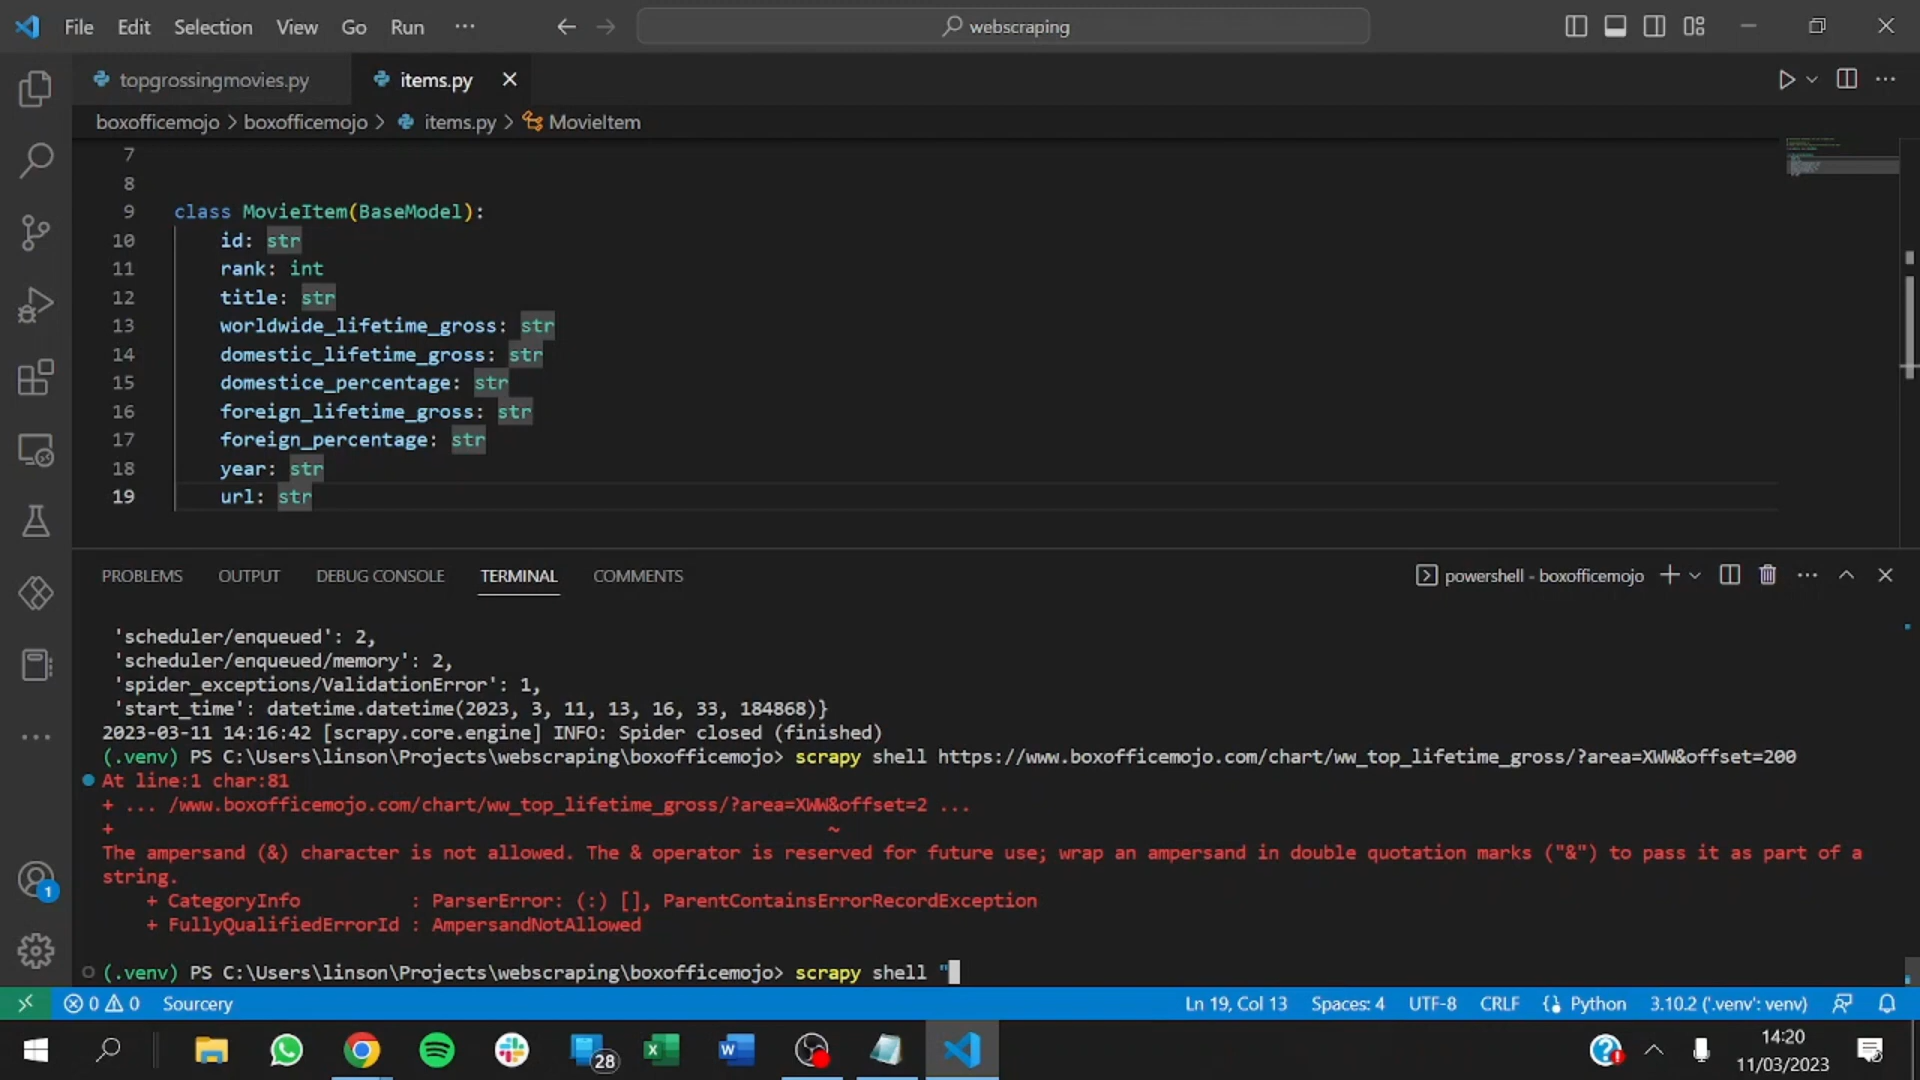 File Edit Selection View Go Run ··· webscraping
topgrossingmovies.py items.py
boxofficemojo > boxofficemojo > items.py > MovieItem
7
8
9 class MovieItem(BaseModel):
10 id: str
11 rank: int
12 title: str
13 worldwide_lifetime_gross: str
14 domestic_lifetime_gross: str
15 domestice_percentage: str
16 foreign_lifetime_gross: str
17 foreign_percentage: str
18 year: str
19 url: str
PROBLEMS OUTPUT DEBUG CONSOLE TERMINAL COMMENTS powershell - boxofficemojo
'scheduler/enqueued': 2,
'scheduler/enqueued/memory': 2,
'spider_exceptions/ValidationError': 1,
'start_time': datetime.datetime(2023, 3, 11, 13, 16, 33, 184868)}
2023-03-11 14:16:42 [scrapy.core.engine] INFO: Spider closed (finished)
(.venv) PS C:\Users\linson\Projects\webscraping\boxofficemojo> scrapy shell https://www.boxofficemojo.com/chart/ww_top_lifetime_gross/?area=XWW&offset=200
At line:1 char:81
+ ... /www.boxofficemojo.com/chart/ww_top_lifetime_gross/?area=XWW&offset=2 ...
+ ~
The ampersand (&) character is not allowed. The & operator is reserved for future use; wrap an ampersand in double quotation marks ("&") to pass it as part of a
string.
+ CategoryInfo : ParserError: (:) [], ParentContainsErrorRecordException
+ FullyQualifiedErrorId : AmpersandNotAllowed
(.venv) PS C:\Users\linson\Projects\webscraping\boxofficemojo> scrapy shell "
1
0 0 Sourcery Ln 19, Col 13 Spaces: 4 UTF-8 CRLF Python 3.10.2 ('.venv': venv)
28
14:20
11/03/2023